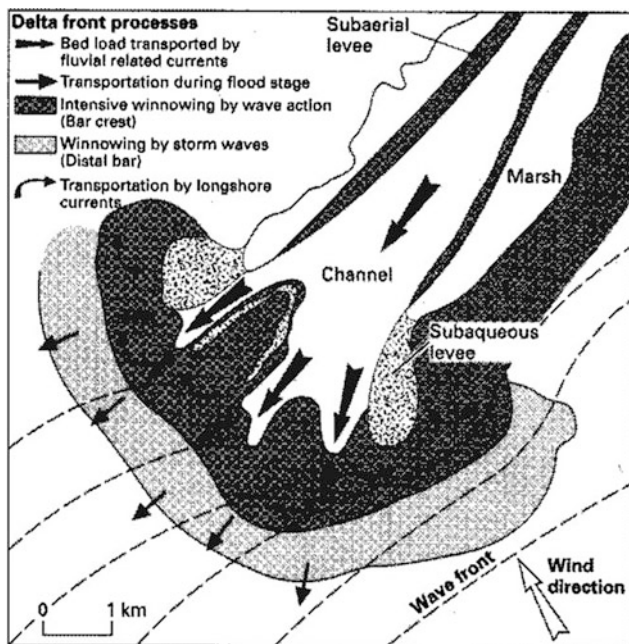 Delta front processes
Bed load transported by
fluvial related currents
Transportation during flood stage
Intensive winnowing by wave action
(Bar crest)
Winnowing by storm waves
(Distal bar)
Transportation by longshore
currents
Subaerial
levee
Marsh
Channel
Subaqueous
levee
Wave front
Wind
direction
0 1 km